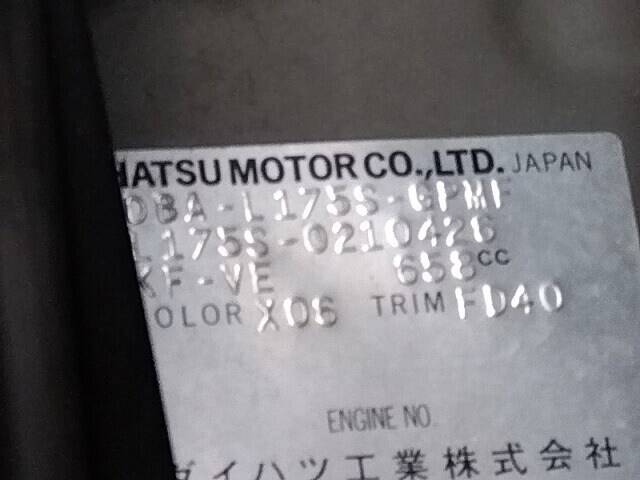 HATSU MOTOR CO.,LTD. JAPAN
DBA-L175S-GPMF
L175S-0210426
KF-VE 658CC
OLOR X06 TRIM FD40
ENGINE NO.
ダイハツ工業株式会社